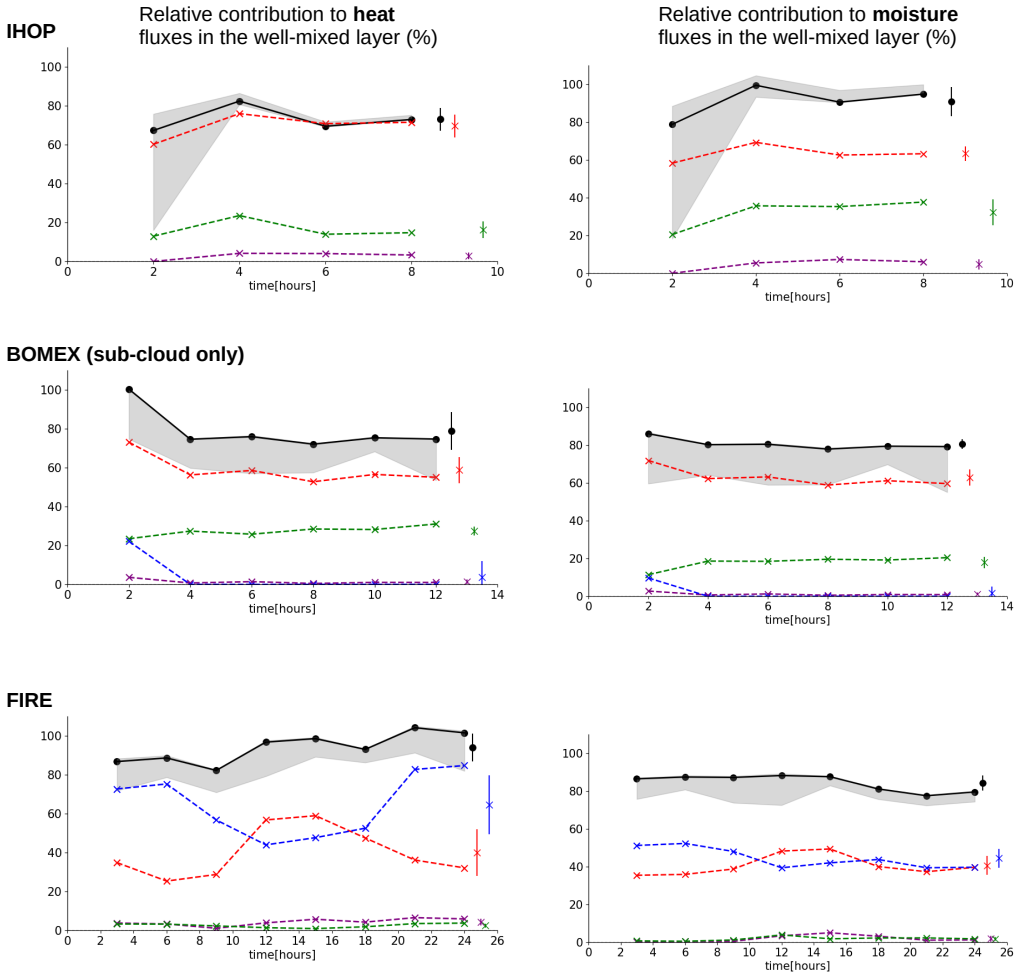 IHOP
Relative contribution to heat
fluxes in the well-mixed layer (%)
Relative contribution to moisture
fluxes in the well-mixed layer (%)
100
80
60
40
20
0
0 2 4 6 8 10
time[hours]
100
80
60
40
20
0
0 2 4 6 8 10
time[hours]
BOMEX (sub-cloud only)
100
80
60
40
20
0
0 2 4 6 8 10 12 14
time[hours]
100
80
60
40
20
0
0 2 4 6 8 10 12 14
time[hours]
FIRE
100
80
60
40
20
0
0 2 4 6 8 10 12 14 16 18 20 22 24 26
time[hours]
100
80
60
40
20
0
0 2 4 6 8 10 12 14 16 18 20 22 24 26
time[hours]